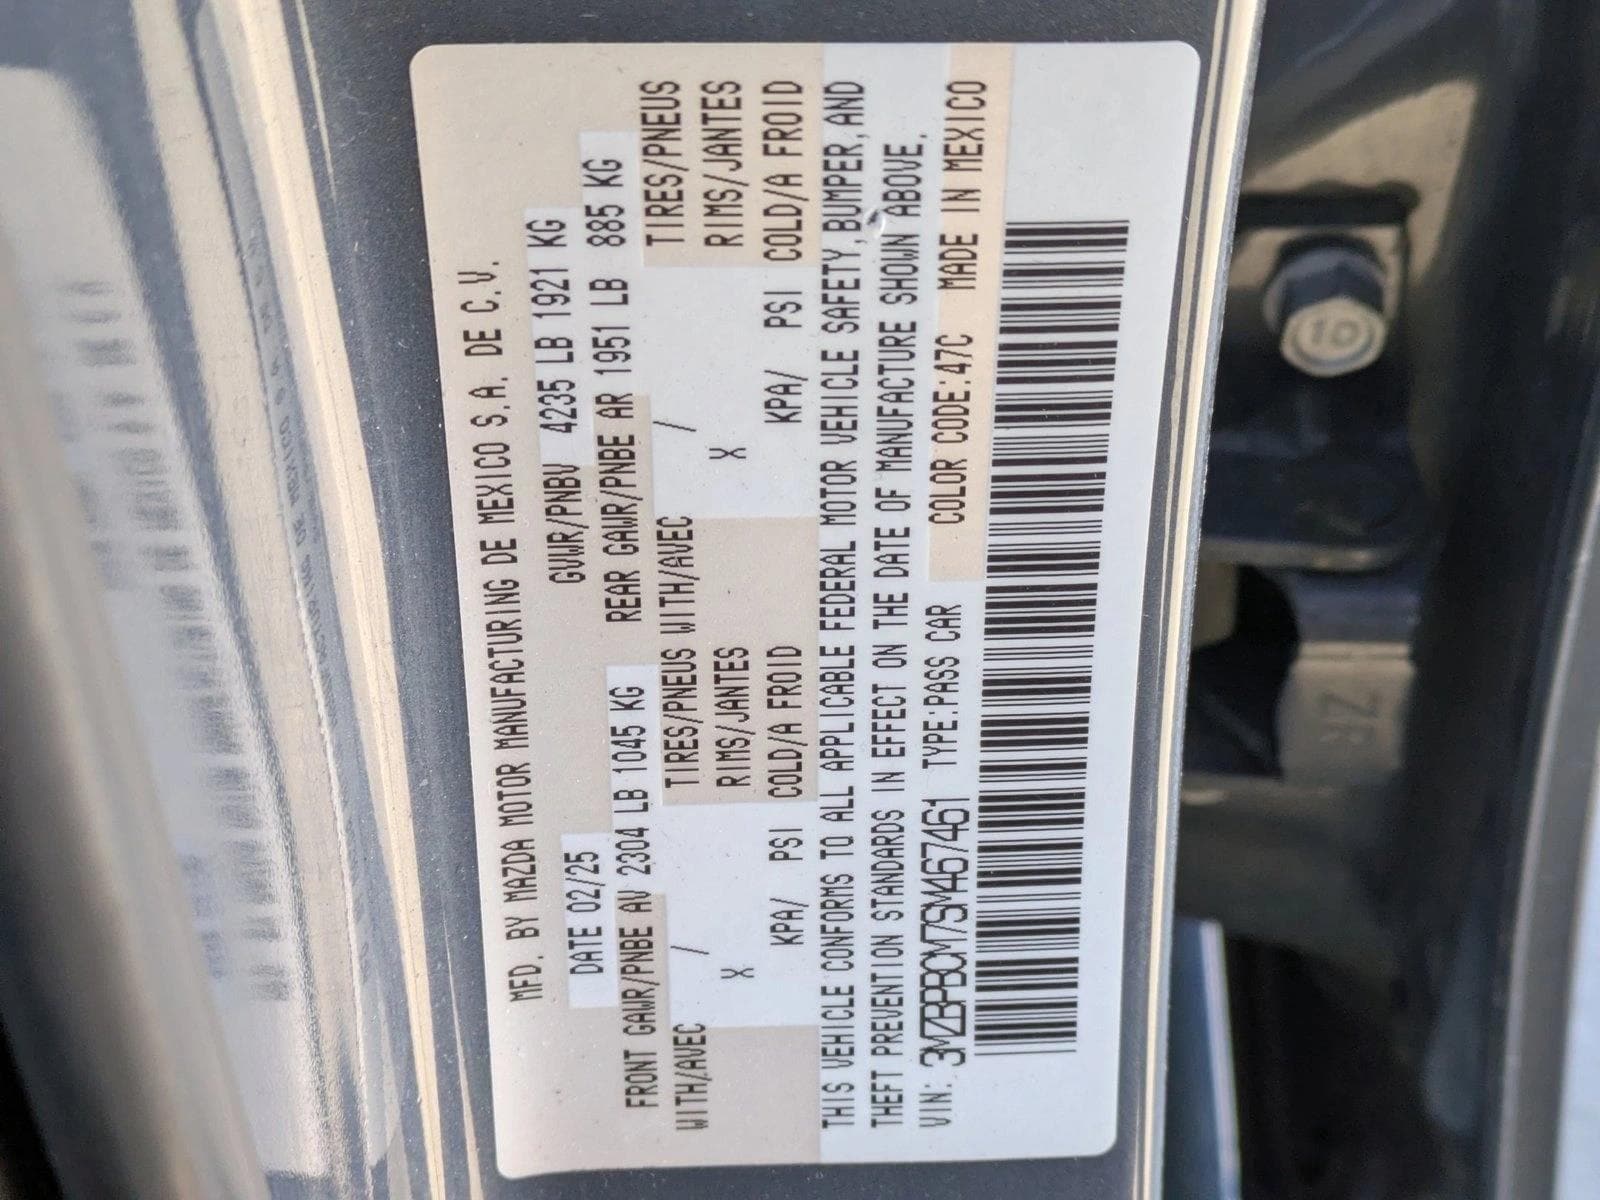 MFD. BY MAZDA MOTOR MANUFACTURING DE MEXICO S.A. DE C.V.
DATE 02/25 GVWR/PNBV 4235 LB 1921 KG
FRONT GAWR/PNBE AV 2304 LB 1045 KG REAR GAWR/PNBE AR 1951 LB 885 KG
WITH/AVEC / TIRES/PNEUS WITH/AVEC / TIRES/PNEUS
X RIMS/JANTES X RIMS/JANTES
KPA/ PSI COLD/A FROID KPA/ PSI COLD/A FROID
THIS VEHICLE CONFORMS TO ALL APPLICABLE FEDERAL MOTOR VEHICLE SAFETY, BUMPER, AND
THEFT PREVENTION STANDARDS IN EFFECT ON THE DATE OF MANUFACTURE SHOWN ABOVE.
VIN: 3MZBPBCM7SM467461 TYPE:PASS CAR COLOR CODE:47C MADE IN MEXICO
10
ZR